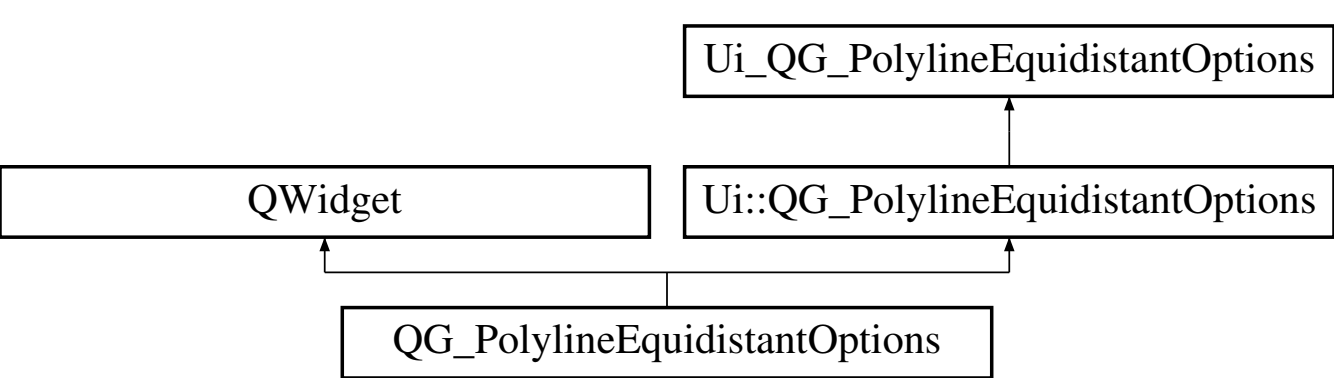 Ui_QG_PolylineEquidistantOptions
QWidget
Ui::QG_PolylineEquidistantOptions
QG_PolylineEquidistantOptions